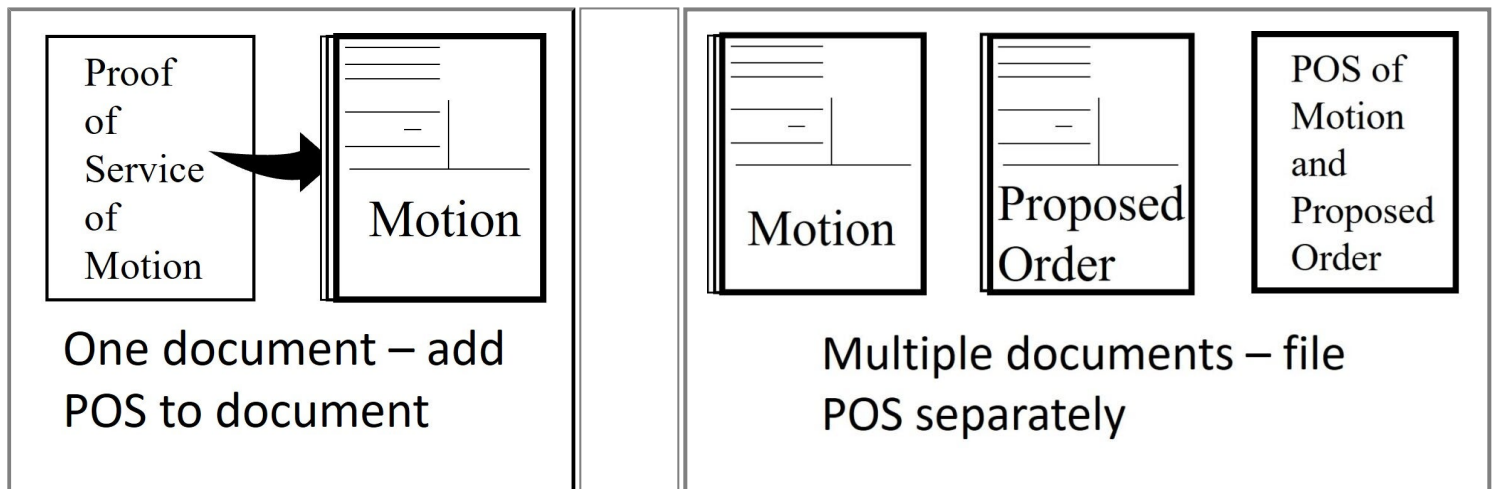 Proof
of
Service
of
Motion
Motion
One document – add
POS to document
Motion
Proposed
Order
POS of
Motion
and
Proposed
Order
Multiple documents – file
POS separately